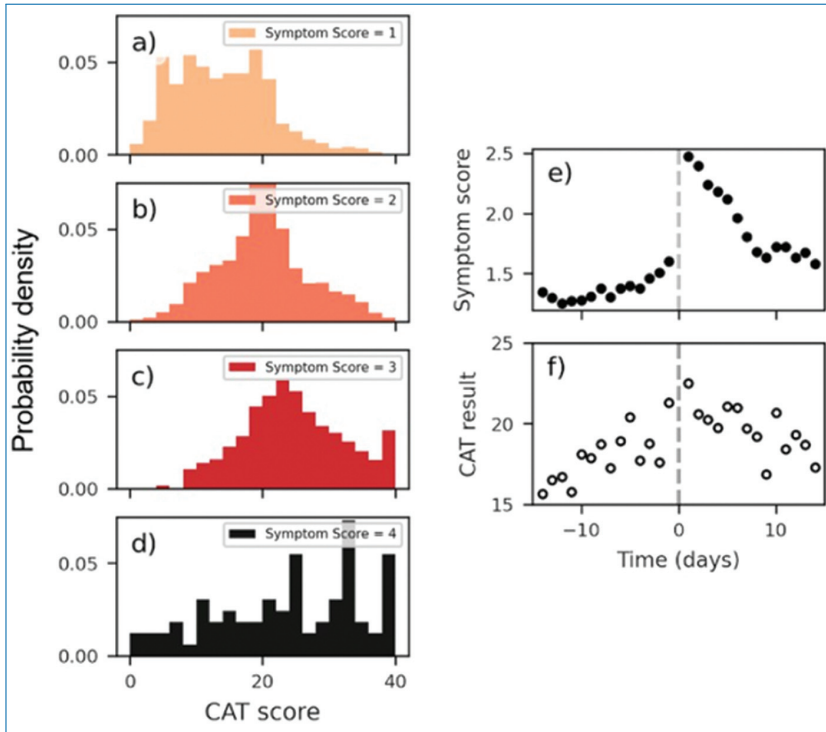 a)
Symptom Score = 1
0.05
0.00
b)
Symptom Score = 2
0.05
0.00
c)
Symptom Score = 3
0.05
0.00
d)
Symptom Score = 4
0.05
0.00
0 20 40
CAT score
Probability density
e)
2.5
2.0
1.5
Symptom score
f)
25
20
15
CAT result
−10 0 10
Time (days)